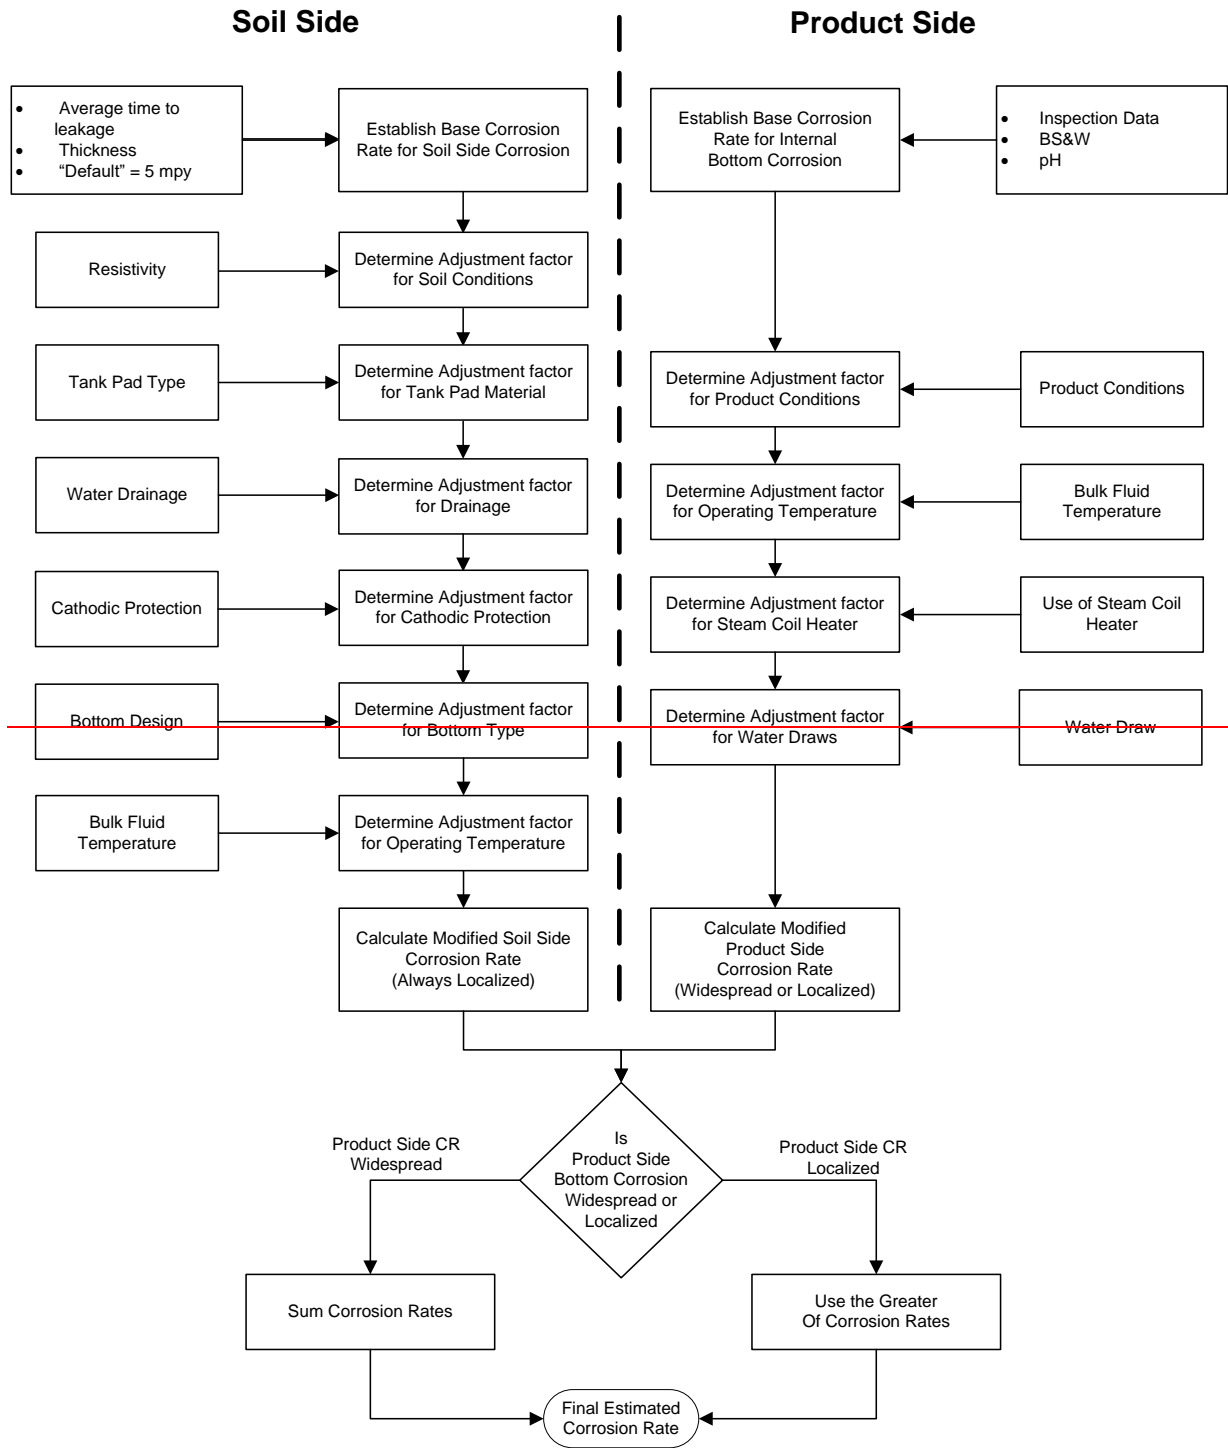 Soil Side
Product Side
• Average time to
leakage
• Thickness
• “Default” = 5 mpy
Establish Base Corrosion
Rate for Soil Side Corrosion
Establish Base Corrosion
Rate for Internal
Bottom Corrosion
• Inspection Data
• BS&W
• pH
Resistivity
Determine Adjustment factor
for Soil Conditions
Tank Pad Type
Determine Adjustment factor
for Tank Pad Material
Determine Adjustment factor
for Product Conditions
Product Conditions
Water Drainage
Determine Adjustment factor
for Drainage
Determine Adjustment factor
for Operating Temperature
Bulk Fluid
Temperature
Cathodic Protection
Determine Adjustment factor
for Cathodic Protection
Determine Adjustment factor
for Steam Coil Heater
Use of Steam Coil
Heater
Bottom Design
Determine Adjustment factor
for Bottom Type
Determine Adjustment factor
for Water Draws
Water Draw
Bulk Fluid
Temperature
Determine Adjustment factor
for Operating Temperature
Calculate Modified Soil Side
Corrosion Rate
(Always Localized)
Calculate Modified
Product Side
Corrosion Rate
(Widespread or Localized)
Is
Product Side
Bottom Corrosion
Widespread or
Localized
Product Side CR
Widespread
Product Side CR
Localized
Sum Corrosion Rates
Use the Greater
Of Corrosion Rates
Final Estimated
Corrosion Rate